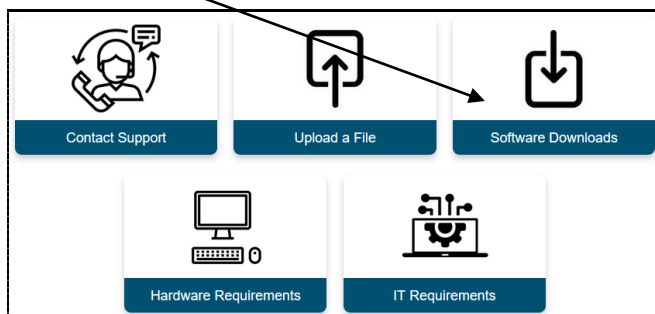 Contact Support
Upload a File
Software Downloads
Hardware Requirements
IT Requirements